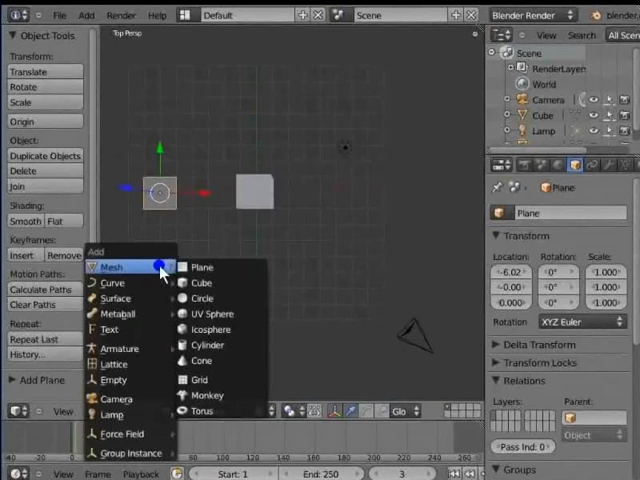 File Add Render Help Default Scene Blender Render blender.
Object Tools
Transform:
Translate
Rotate
Scale
Origin
Object:
Duplicate Objects
Delete
Join
Shading:
Smooth Flat
Keyframes:
Insert Remove
Motion Paths:
Calculate Paths
Clear Paths
Repeat:
Repeat Last
History...
Add Plane
Top Persp
Add
Mesh
Curve
Surface
Metaball
Text
Armature
Lattice
Empty
Camera
Lamp
Force Field
Group Instance
Plane
Cube
Circle
UV Sphere
Icosphere
Cylinder
Cone
Grid
Monkey
Torus
View
Glo
View Frame Playback Start: 1 End: 250 3
View Search All Scen
Scene
RenderLayer
World
Camera
Cube
Lamp
Plane
Plane
Transform
Location: Rotation: Scale:
-6.02 0° 1.000
-0.00 0° 1.000
0.000 0° 1.000
Rotation XYZ Euler
Delta Transform
Transform Locks
Relations
Layers: Parent:
Object
Pass Ind: 0
Groups